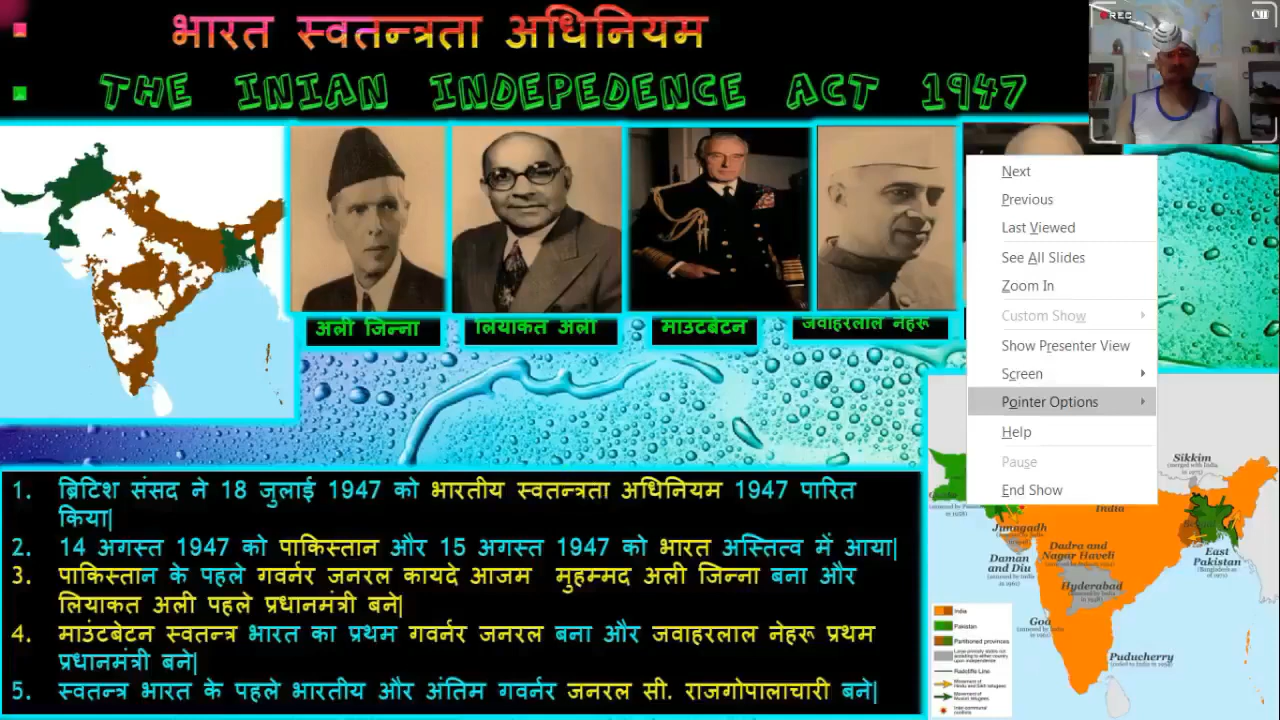 REC
भारत स्वतन्त्रता अधिनियम
THE INIAN INDEPEDENCE ACT 1947
अली जिन्ना
लियाकत अली
माउंटबेटन
जवाहरलाल नेहरू
Next
Previous
Last Viewed
See All Slides
Zoom In
Custom Show
Show Presenter View
Screen
Pointer Options
Help
Pause
End Show
1. ब्रिटिश संसद ने 18 जुलाई 1947 को भारतीय स्वतन्त्रता अधिनियम 1947 पारित
किया|
2. 14 अगस्त 1947 को पाकिस्तान और 15 अगस्त 1947 को भारत अस्तित्व में आया|
3. पाकिस्तान के पहले गवर्नर जनरल कायदे आजम मुहम्मद अली जिन्ना बना और
लियाकत अली पहले प्रधानमंत्री बने|
4. माउंटबेटन स्वतन्त्र भारत का प्रथम गवर्नर जनरल बना और जवाहरलाल नेहरू प्रथम
प्रधानमंत्री बने|
5. स्वतन्त्र भारत के भारतीय और अंतिम गवर्नर जनरल सी. राजगोपालाचारी बने|
Sikkim
India
Junagadh
Dadra and
Nagar Haveli
Daman
and Diu
Hyderabad
East
Pakistan
Goa
Puducherry
India
Pakistan
Partitioned provinces
Radcliffe Line